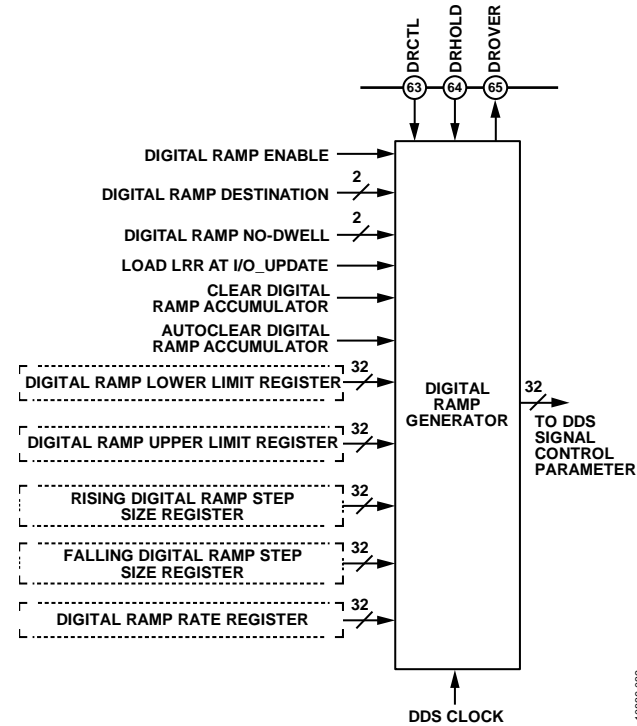 DRCTL
DRHOLD
DROVER
63
64
65
DIGITAL RAMP ENABLE
2
DIGITAL RAMP DESTINATION
2
DIGITAL RAMP NO-DWELL
LOAD LRR AT I/O_UPDATE
CLEAR DIGITAL
RAMP ACCUMULATOR
AUTOCLEAR DIGITAL
RAMP ACCUMULATOR
32
DIGITAL RAMP LOWER LIMIT REGISTER
32
DIGITAL RAMP UPPER LIMIT REGISTER
32
RISING DIGITAL RAMP STEP
SIZE REGISTER
32
FALLING DIGITAL RAMP STEP
SIZE REGISTER
32
DIGITAL RAMP RATE REGISTER
DIGITAL
RAMP
GENERATOR
32
TO DDS
SIGNAL
CONTROL
PARAMETER
DDS CLOCK